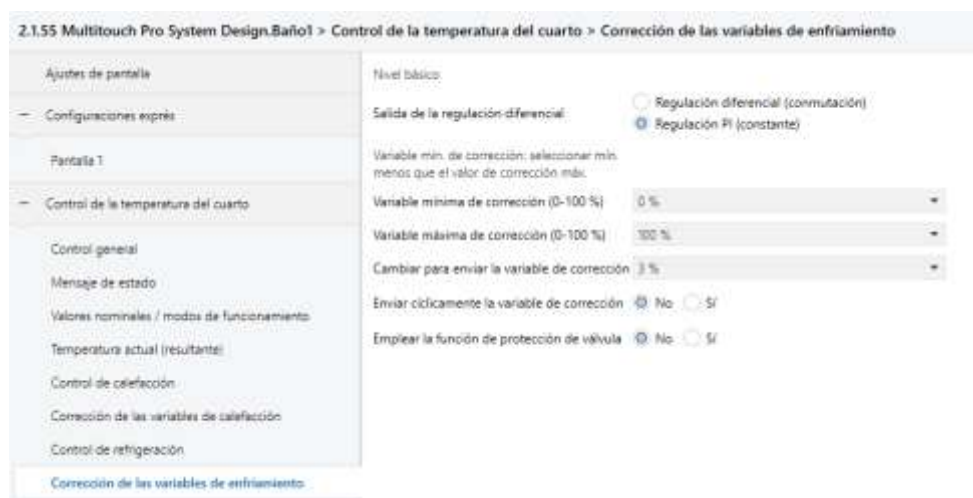 2.1.55 Multitouch Pro System Design.Baño1 > Control de la temperatura del cuarto > Corrección de las variables de enfriamiento
Ajustes de pantalla
Configuraciones exprés
Pantalla 1
Control de la temperatura del cuarto
Control general
Mensaje de estado
Valores nominales / modos de funcionamiento
Temperatura actual (resultante)
Control de calefacción
Corrección de las variables de calefacción
Control de refrigeración
Corrección de las variables de enfriamiento
Nivel básico
Salida de la regulación diferencial
Regulación diferencial (conmutación)
Regulación PI (constante)
Variable mín. de corrección: seleccionar mín.
menos que el valor de corrección máx.
Variable mínima de corrección (0-100 %) 0 %
Variable máxima de corrección (0-100 %) 100 %
Cambiar para enviar la variable de corrección 3 %
Enviar cíclicamente la variable de corrección No Sí
Emplear la función de protección de válvula No Sí